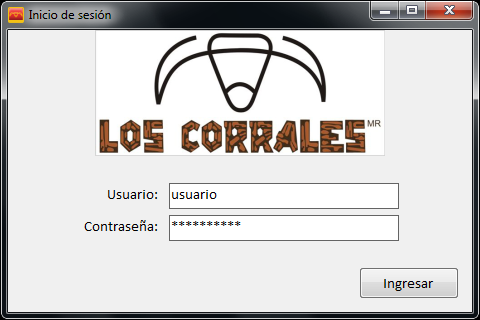 Inicio de sesión
LOS CORRALES MR
Usuario: usuario
Contraseña: **********
Ingresar